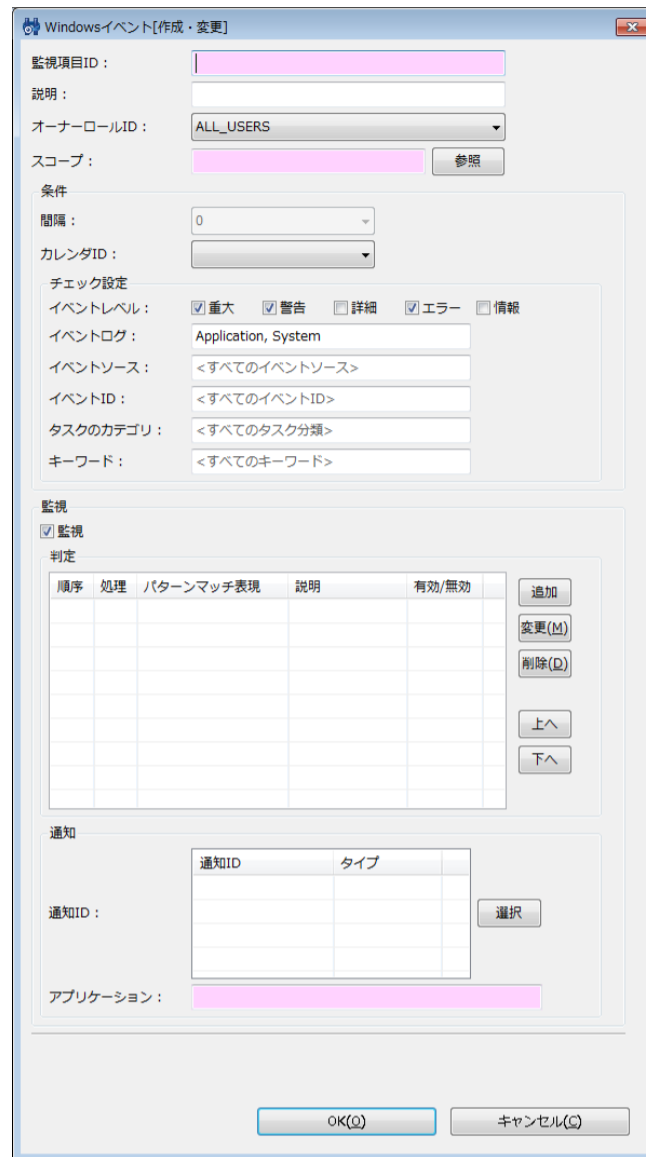 Windowsイベント[作成・変更]
監視項目ID：
説明：
オーナーロールID： ALL_USERS
スコープ： 参照
条件
間隔： 0
カレンダID：
チェック設定
イベントレベル： 重大 警告 詳細 エラー 情報
イベントログ： Application, System
イベントソース： <すべてのイベントソース>
イベントID： <すべてのイベントID>
タスクのカテゴリ： <すべてのタスク分類>
キーワード： <すべてのキーワード>
監視
監視
判定
順序 処理 パターンマッチ表現 説明 有効/無効
追加
変更(M)
削除(D)
上へ
下へ
通知
通知ID タイプ
通知ID： 選択
アプリケーション：
OK(O) キャンセル(C)